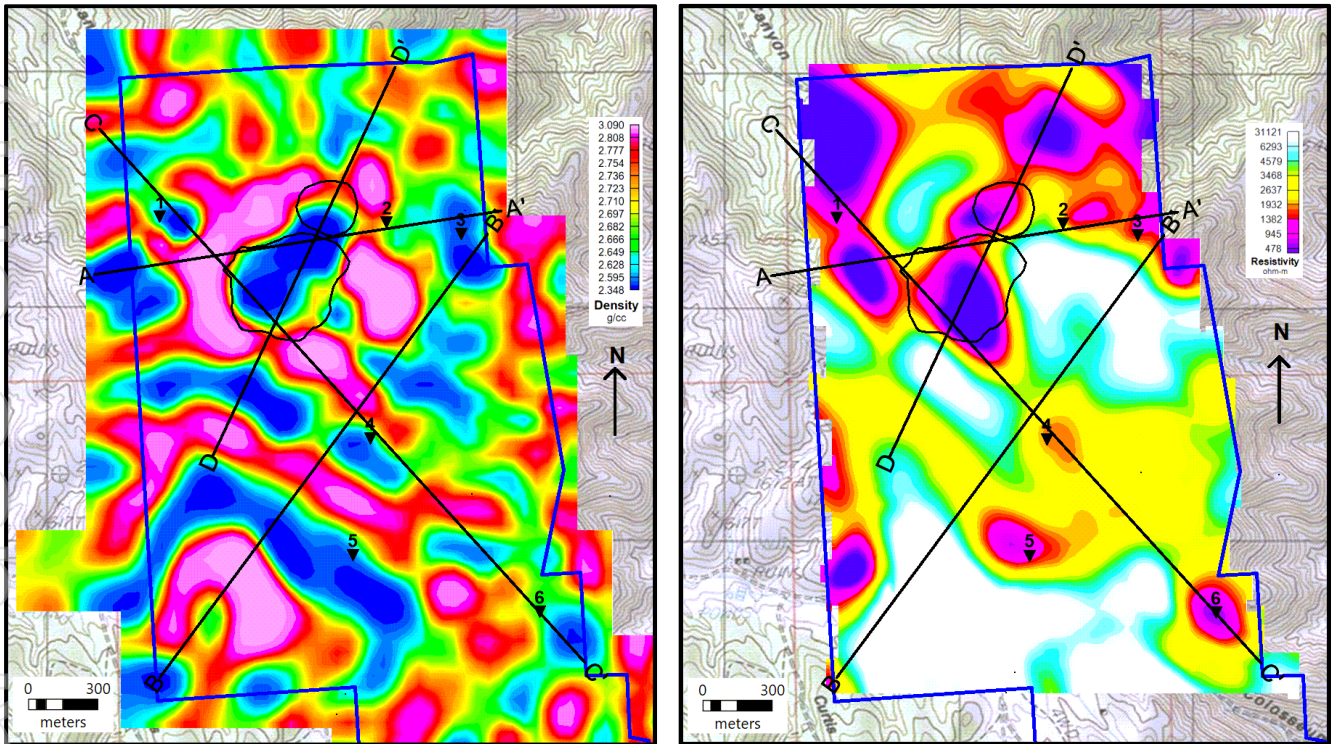 Canyon
D'
C
3.090
2.808
2.777
2.754
2.736
2.723
2.710
2.697
2.682
2.666
2.649
2.628
2.595
2.348
Density
g/cc
1
2
3
A'
B'
A
N
4
D
5
6
B
C'
0 300
meters
Canyon
D'
C
31121
6293
4579
3468
2637
1932
1382
945
478
Resistivity
ohm-m
1
2
3
A'
B'
A
N
4
D
5
6
B
C'
0 300
meters
Curtis